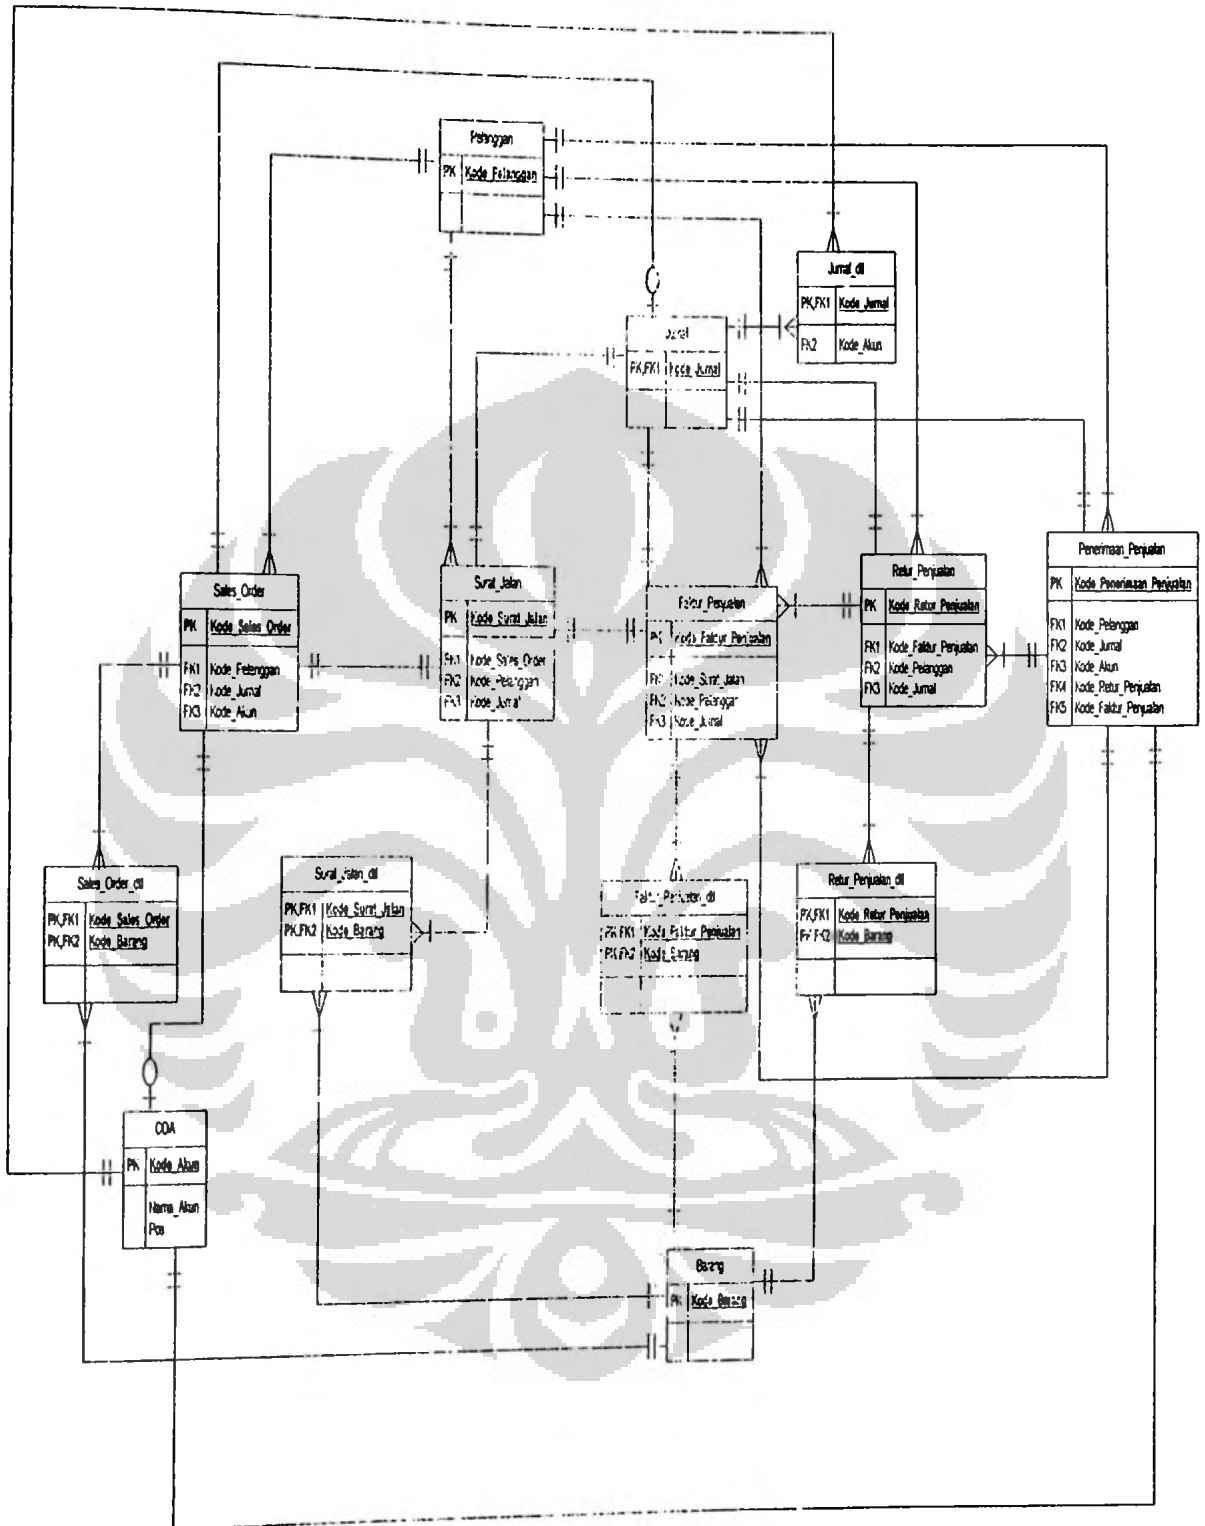 Pelanggan
PK Kode_Pelanggan
Jurnal_dtl
PK,FK1 Kode_Jurnal
FK2 Kode_Akun
Jurnal
PK,FK1 Kode_Jurnal
Sales_Order
PK Kode_Sales_Order
FK1 Kode_Pelanggan
FK2 Kode_Jurnal
FK3 Kode_Akun
Surat_Jalan
PK Kode_Surat_Jalan
FK1 Kode_Sales_Order
FK2 Kode_Pelanggan
FK3 Kode_Jurnal
Faktur_Penjualan
PK Kode_Faktur_Penjualan
FK1 Kode_Surat_Jalan
FK2 Kode_Pelanggan
FK3 Kode_Jurnal
Retur_Penjualan
PK Kode_Retur_Penjualan
FK1 Kode_Faktur_Penjualan
FK2 Kode_Pelanggan
FK3 Kode_Jurnal
Penerimaan_Penjualan
PK Kode_Penerimaan_Penjualan
FK1 Kode_Pelanggan
FK2 Kode_Jurnal
FK3 Kode_Akun
FK4 Kode_Retur_Penjualan
FK5 Kode_Faktur_Penjualan
Sales_Order_dtl
PK,FK1 Kode_Sales_Order
PK,FK2 Kode_Barang
Surat_Jalan_dtl
PK,FK1 Kode_Surat_Jalan
PK,FK2 Kode_Barang
Faktur_Penjualan_dtl
PK,FK1 Kode_Faktur_Penjualan
PK,FK2 Kode_Barang
Retur_Penjualan_dtl
PK,FK1 Kode_Retur_Penjualan
PK,FK2 Kode_Barang
COA
PK Kode_Akun
Nama_Akun
Pos
Barang
PK Kode_Barang